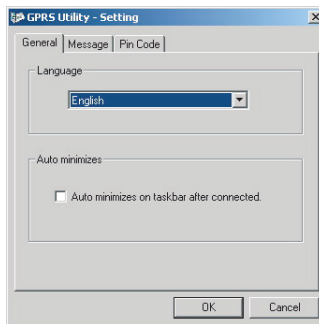 GPRS Utility - Setting
General Message Pin Code
Language
English
Auto minimizes
Auto minimizes on taskbar after connected.
OK Cancel